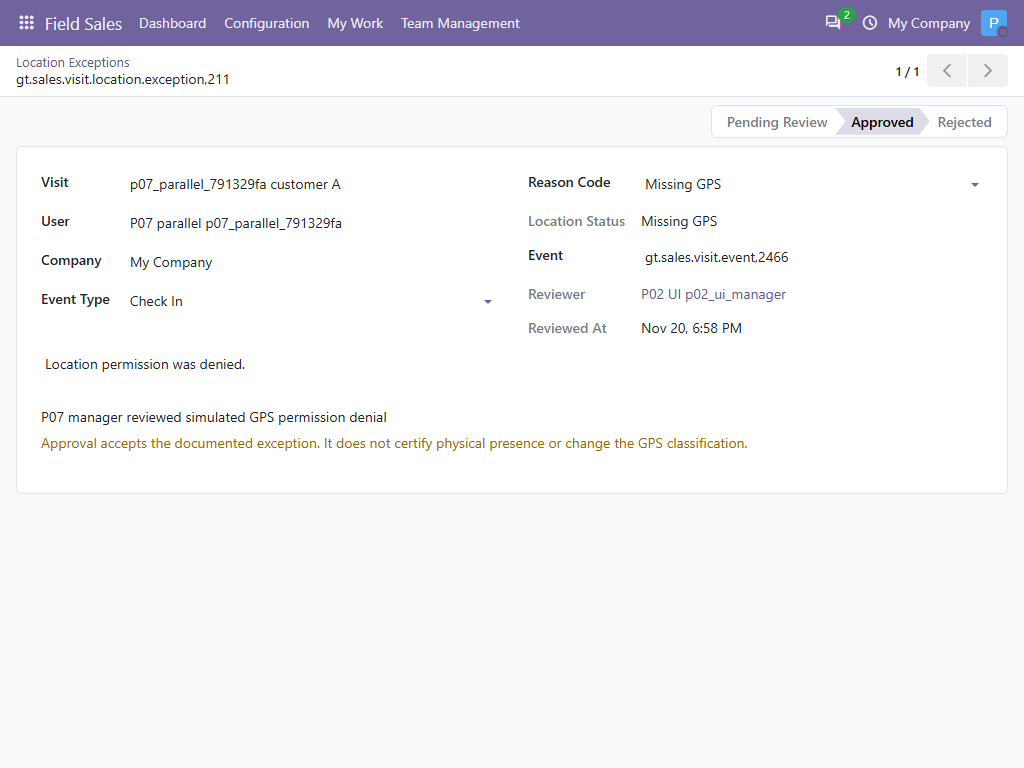 Field Sales Dashboard Configuration My Work Team Management 2 My Company P
Location Exceptions
gt.sales.visit.location.exception,211
1 / 1
Pending Review Approved Rejected
Visit p07_parallel_791329fa customer A
User P07 parallel p07_parallel_791329fa
Company My Company
Event Type Check In
Reason Code Missing GPS
Location Status Missing GPS
Event gt.sales.visit.event,2466
Reviewer P02 UI p02_ui_manager
Reviewed At Nov 20, 6:58 PM
Location permission was denied.
P07 manager reviewed simulated GPS permission denial
Approval accepts the documented exception. It does not certify physical presence or change the GPS classification.